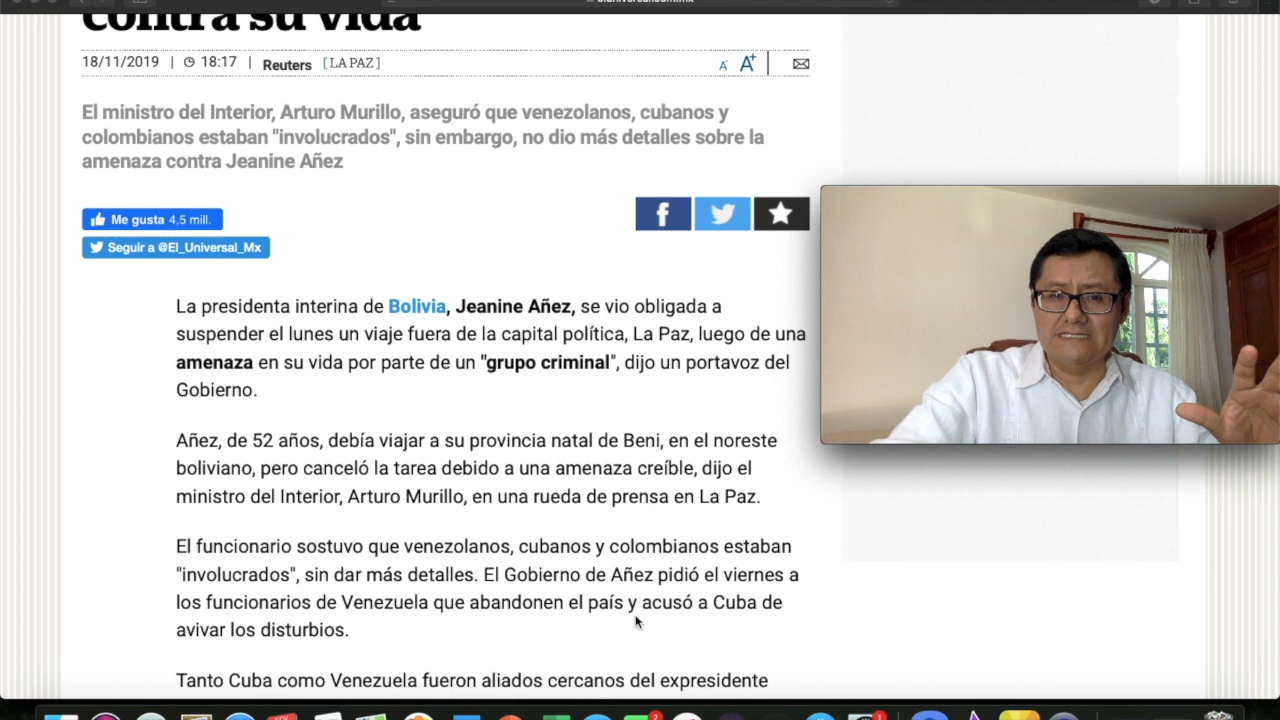 contra su vida
18/11/2019 | 18:17 | Reuters [LA PAZ] A- A+
El ministro del Interior, Arturo Murillo, aseguró que venezolanos, cubanos y
colombianos estaban "involucrados", sin embargo, no dio más detalles sobre la
amenaza contra Jeanine Añez
Me gusta 4,5 mill.
Seguir a @El_Universal_Mx
La presidenta interina de Bolivia, Jeanine Añez, se vio obligada a
suspender el lunes un viaje fuera de la capital política, La Paz, luego de una
amenaza en su vida por parte de un "grupo criminal", dijo un portavoz del
Gobierno.
Añez, de 52 años, debía viajar a su provincia natal de Beni, en el noreste
boliviano, pero canceló la tarea debido a una amenaza creíble, dijo el
ministro del Interior, Arturo Murillo, en una rueda de prensa en La Paz.
El funcionario sostuvo que venezolanos, cubanos y colombianos estaban
"involucrados", sin dar más detalles. El Gobierno de Añez pidió el viernes a
los funcionarios de Venezuela que abandonen el país y acusó a Cuba de
avivar los disturbios.
Tanto Cuba como Venezuela fueron aliados cercanos del expresidente
2
1